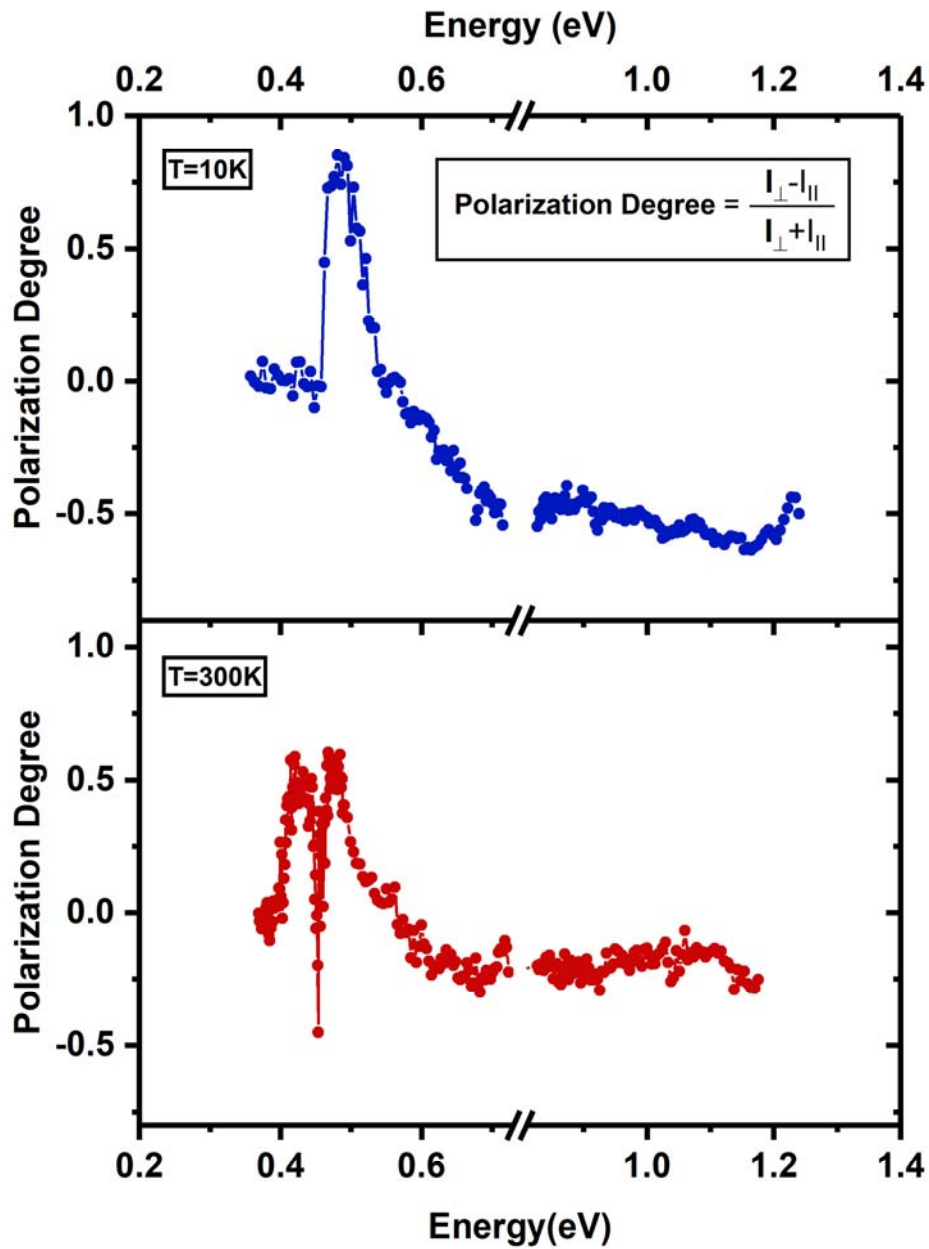 Energy (eV)
0.2 0.4 0.6 1.0 1.2 1.4
1.0
T=10K
Polarization Degree = I⊥-I||
I⊥+I||
0.5
0.0
-0.5
Polarization Degree
1.0
T=300K
0.5
0.0
-0.5
Polarization Degree
0.2 0.4 0.6 1.0 1.2 1.4
Energy(eV)